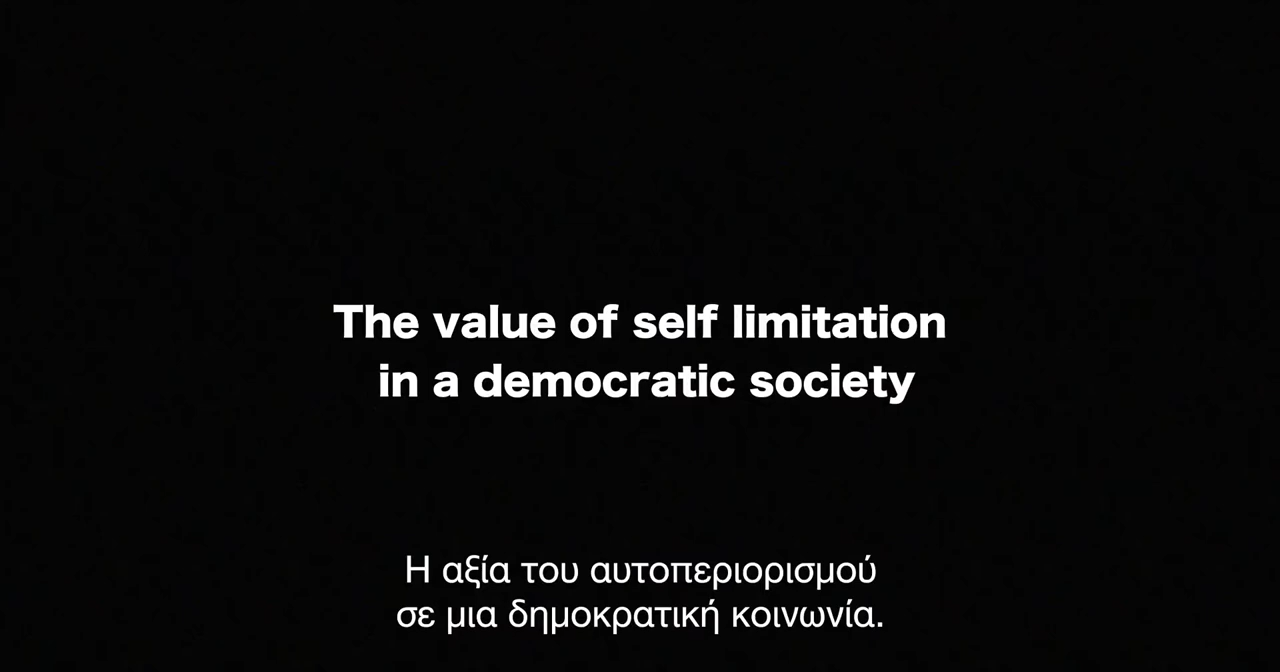 The value of self limitation
in a democratic society
Η αξία του αυτοπεριορισμού
σε μια δημοκρατική κοινωνία.